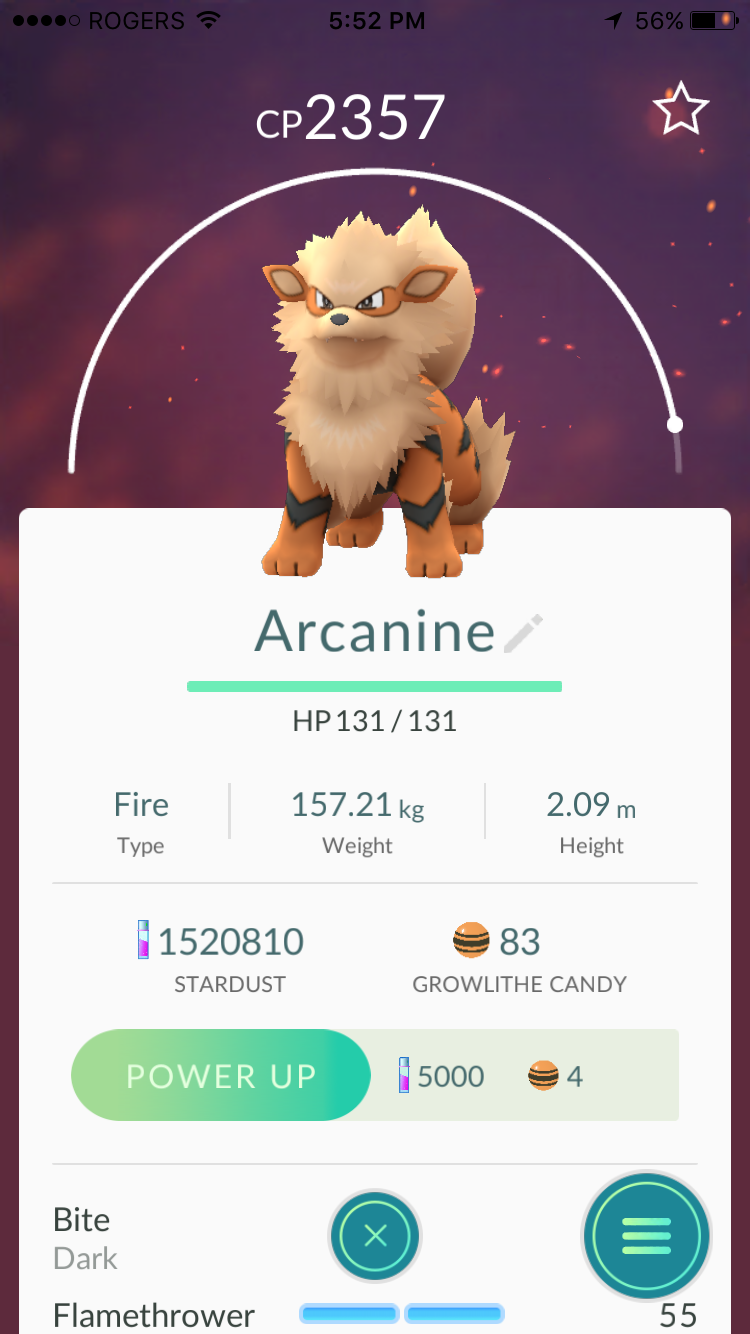 ROGERS 5:52 PM 56%
CP2357
Arcanine
HP 131 / 131
Fire 157.21 kg 2.09 m
Type Weight Height
1520810 83
STARDUST GROWLITHE CANDY
POWER UP 5000 4
Bite
Dark
Flamethrower 55